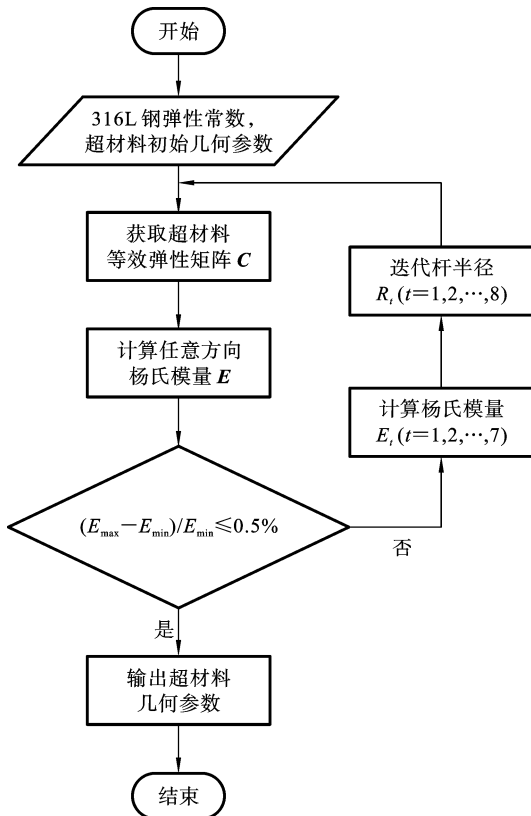 开始
316L 钢弹性常数，
超材料初始几何参数
获取超材料
等效弹性矩阵 C
计算任意方向
杨氏模量 E
(Emax−Emin)/Emin≤0.5%
否
计算杨氏模量
Et(t=1,2,⋯,7)
迭代杆半径
Rt(t=1,2,⋯,8)
是
输出超材料
几何参数
结束